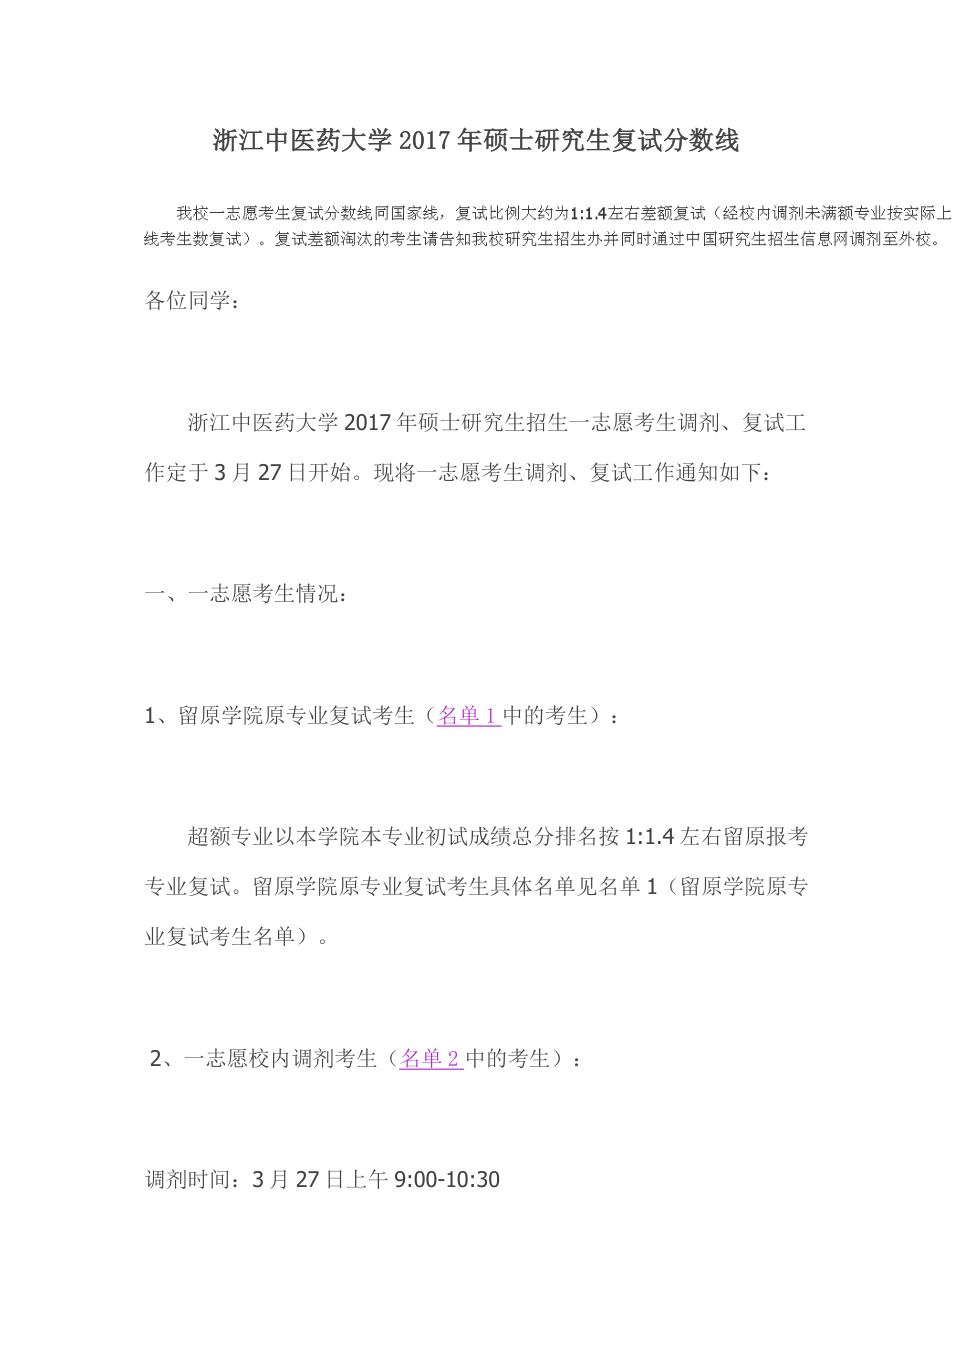 浙江中医药大学 2017 年硕士研究生复试分数线
我校一志愿考生复试分数线同国家线，复试比例大约为1:1.4左右差额复试（经校内调剂未满额专业按实际上
线考生数复试）。复试差额淘汰的考生请告知我校研究生招生办并同时通过中国研究生招生信息网调剂至外校。
各位同学：
浙江中医药大学 2017 年硕士研究生招生一志愿考生调剂、复试工
作定于 3 月 27 日开始。现将一志愿考生调剂、复试工作通知如下：
一、一志愿考生情况：
1、留原学院原专业复试考生（名单 1 中的考生）：
超额专业以本学院本专业初试成绩总分排名按 1:1.4 左右留原报考
专业复试。留原学院原专业复试考生具体名单见名单 1（留原学院原专
业复试考生名单）。
2、一志愿校内调剂考生（名单 2 中的考生）：
调剂时间：3 月 27 日上午 9:00-10:30